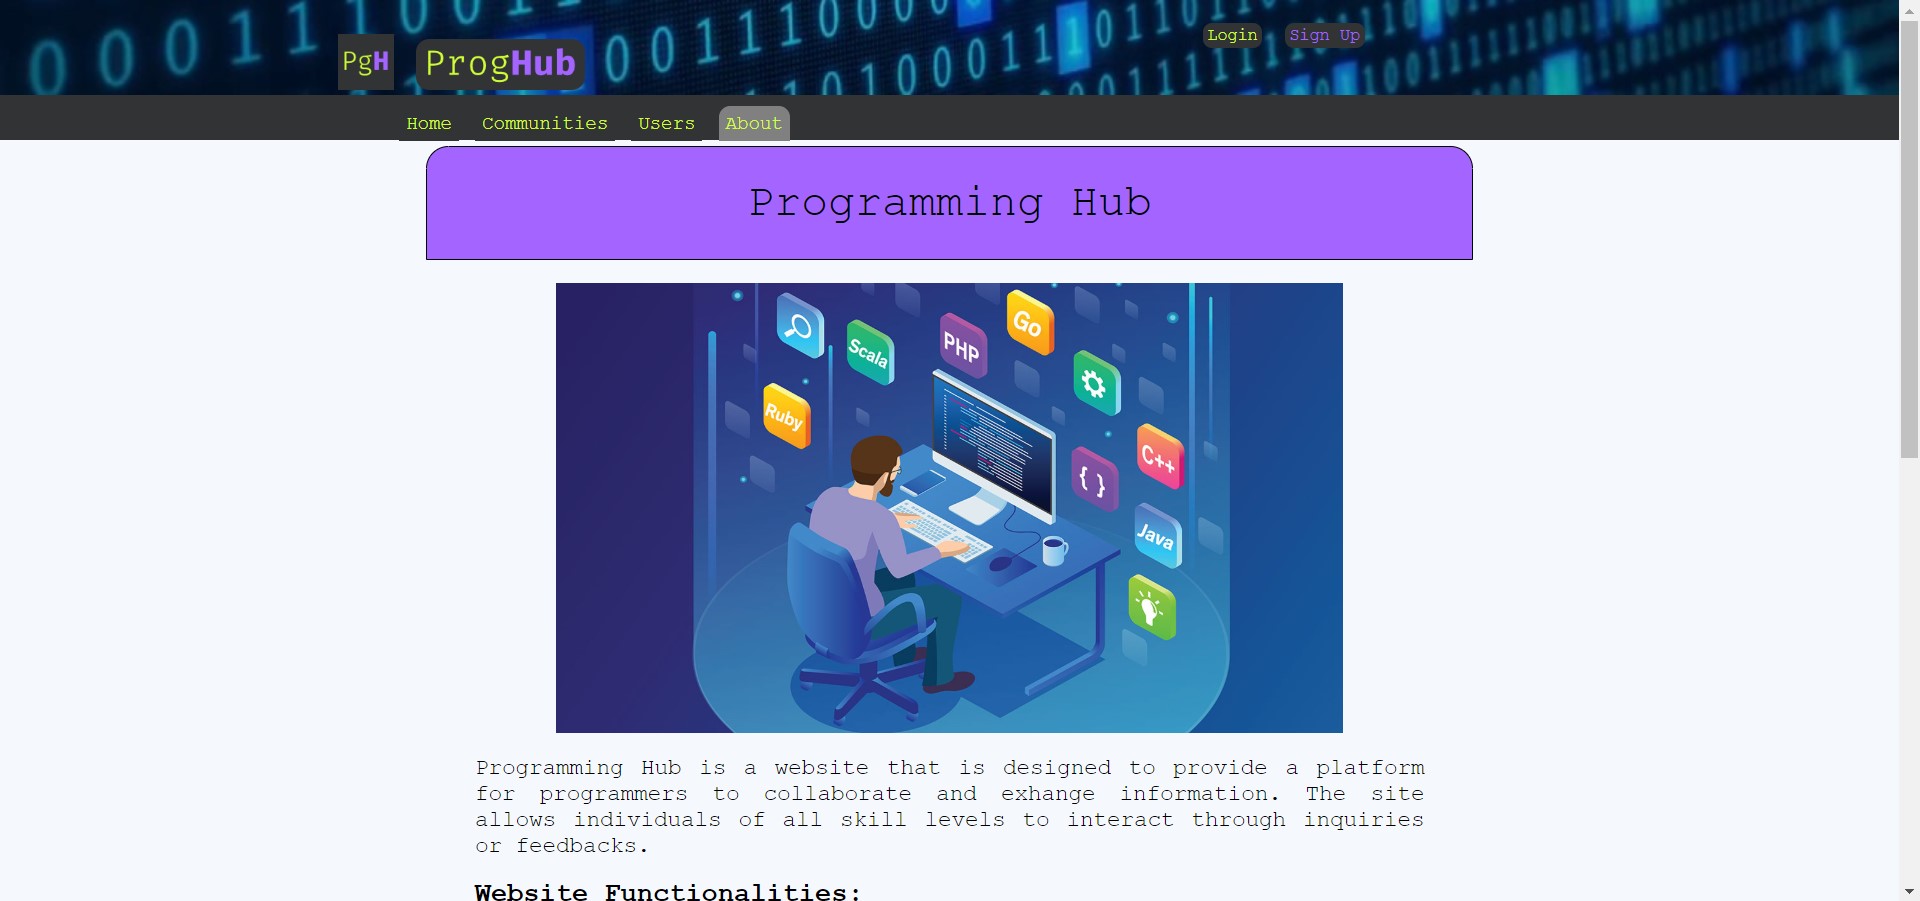 PgH
ProgHub
Login
Sign Up
Home
Communities
Users
About
Programming Hub
Scala
PHP
Go
Ruby
C++
{ }
Java
Programming Hub is a website that is designed to provide a platform
for programmers to collaborate and exhange information. The site
allows individuals of all skill levels to interact through inquiries
or feedbacks.
Website Functionalities: